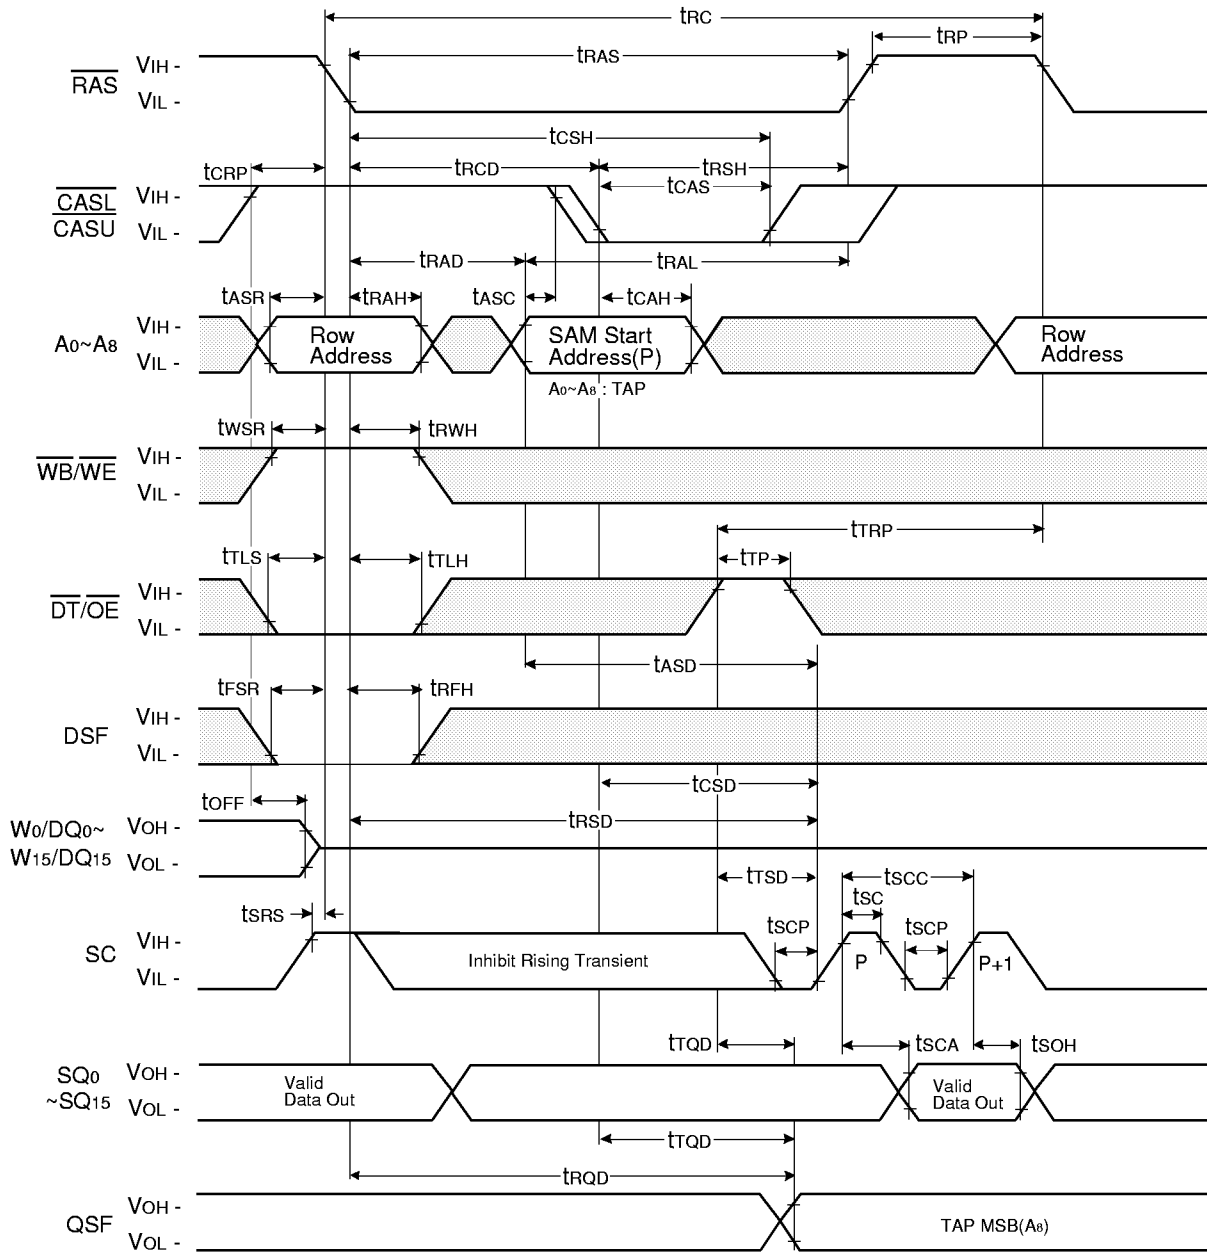 tRC
tRP
RAS
VIH -
tRAS
VIL -
tCSH
tCRP
tRCD
tRSH
CASL
VIH -
tCAS
CASU
VIL -
tRAD
tRAL
tASR
tRAH
tASC
tCAH
A0~A8
VIH -
VIL -
Row
Address
SAM Start
Address(P)
Row
Address
A0~A8 : TAP
tWSR
tRWH
WB/WE
VIH -
VIL -
tTRP
tTLS
tTLH
tTP
DT/OE
VIH -
VIL -
tASD
tFSR
tRFH
DSF
VIH -
VIL -
tCSD
tOFF
tRSD
W0/DQ0~
W15/DQ15
VOH -
VOL -
tTSD
tSCC
tSC
tSRS
tSCP
tSCP
SC
VIH -
VIL -
Inhibit Rising Transient
P
P+1
tTQD
tSCA
tSOH
SQ0
~SQ15
VOH -
VOL -
Valid
Data Out
Valid
Data Out
tTQD
tRQD
QSF
VOH -
VOL -
TAP MSB(A8)